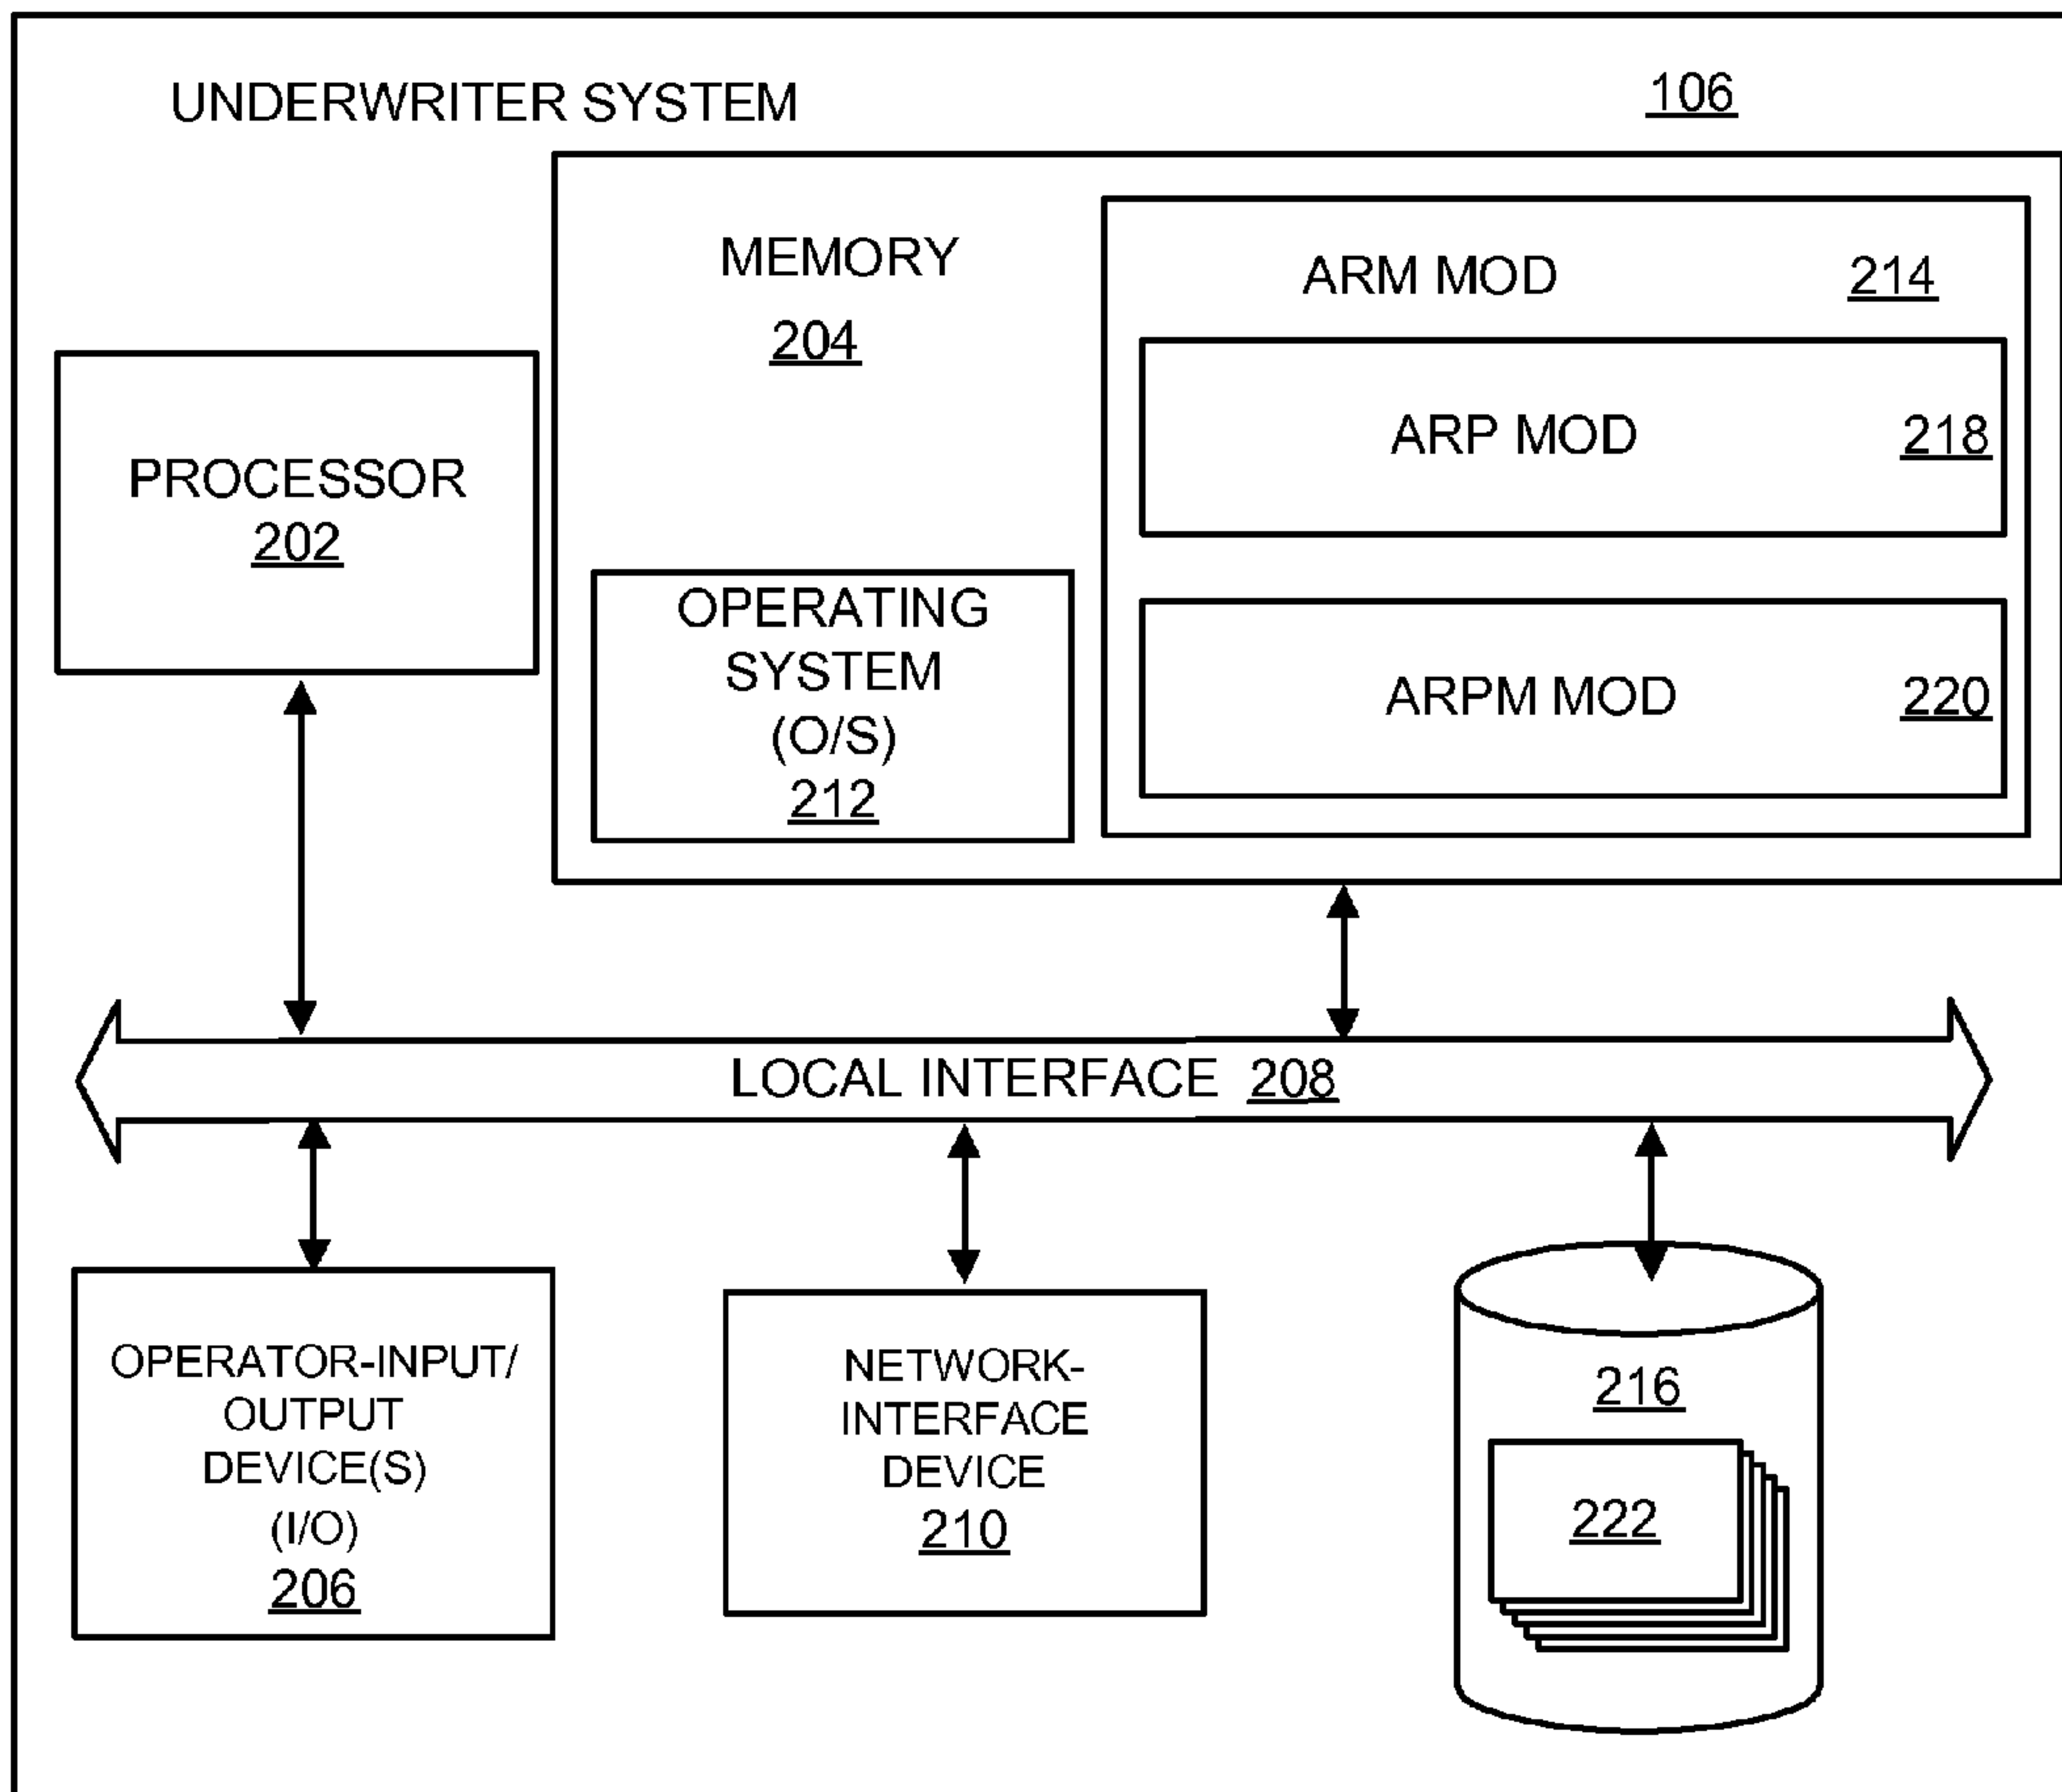 UNDERWRITER SYSTEM 106
MEMORY
204
ARM MOD 214
ARP MOD 218
ARPM MOD 220
PROCESSOR
202
OPERATING
SYSTEM
(O/S)
212
LOCAL INTERFACE 208
OPERATOR-INPUT/
OUTPUT
DEVICE(S)
(I/O)
206
NETWORK-
INTERFACE
DEVICE
210
216
222